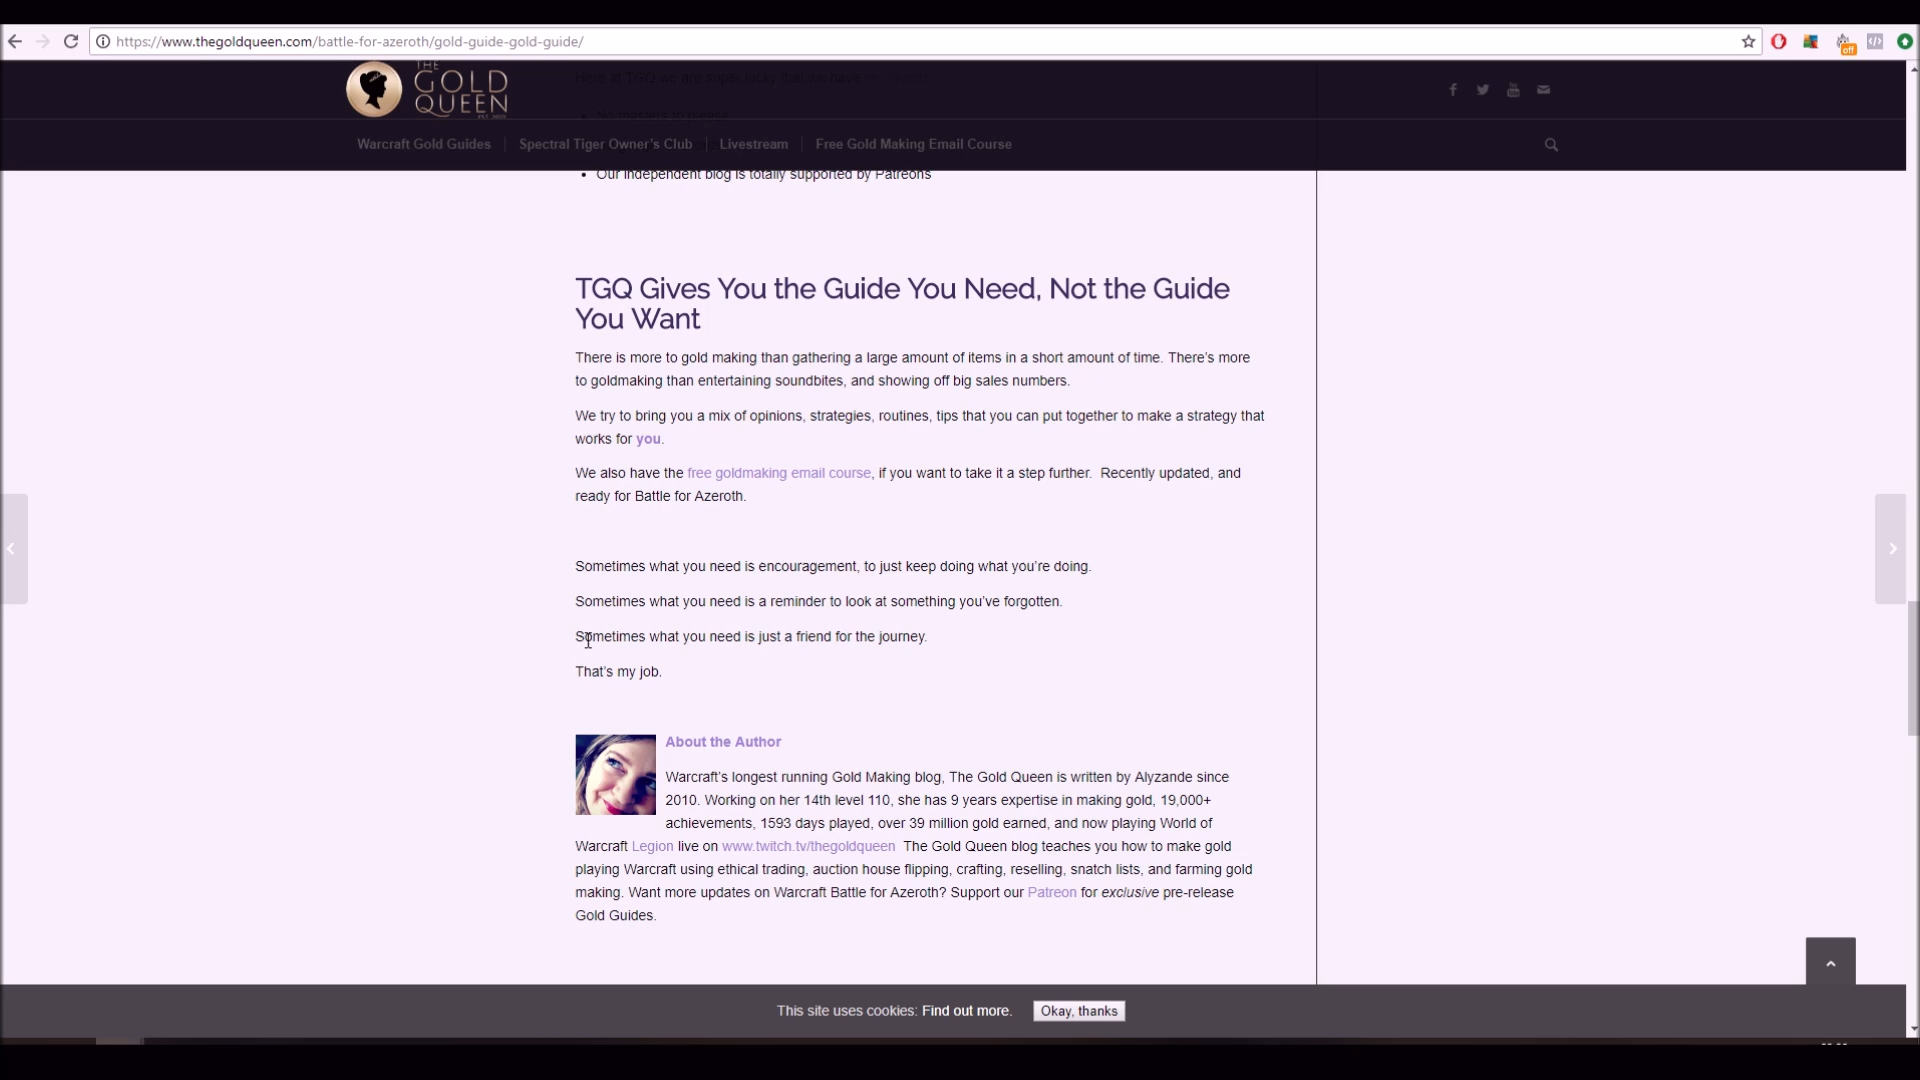 https://www.thegoldqueen.com/battle-for-azeroth/gold-guide-gold-guide/
off
THE
GOLD
QUEEN
Here at TGQ we are super lucky that we have
Warcraft Gold Guides
Spectral Tiger Owner's Club
Livestream
Free Gold Making Email Course
Our independent blog is totally supported by Patreons
TGQ Gives You the Guide You Need, Not the Guide
You Want
There is more to gold making than gathering a large amount of items in a short amount of time. There's more
to goldmaking than entertaining soundbites, and showing off big sales numbers.
We try to bring you a mix of opinions, strategies, routines, tips that you can put together to make a strategy that
works for you.
We also have the free goldmaking email course, if you want to take it a step further. Recently updated, and
ready for Battle for Azeroth.
Sometimes what you need is encouragement, to just keep doing what you're doing.
Sometimes what you need is a reminder to look at something you've forgotten.
Sometimes what you need is just a friend for the journey.
That's my job.
About the Author
Warcraft's longest running Gold Making blog, The Gold Queen is written by Alyzande since
2010. Working on her 14th level 110, she has 9 years expertise in making gold, 19,000+
achievements, 1593 days played, over 39 million gold earned, and now playing World of
Warcraft Legion live on www.twitch.tv/thegoldqueen The Gold Queen blog teaches you how to make gold
playing Warcraft using ethical trading, auction house flipping, crafting, reselling, snatch lists, and farming gold
making. Want more updates on Warcraft Battle for Azeroth? Support our Patreon for exclusive pre-release
Gold Guides.
This site uses cookies: Find out more.
Okay, thanks